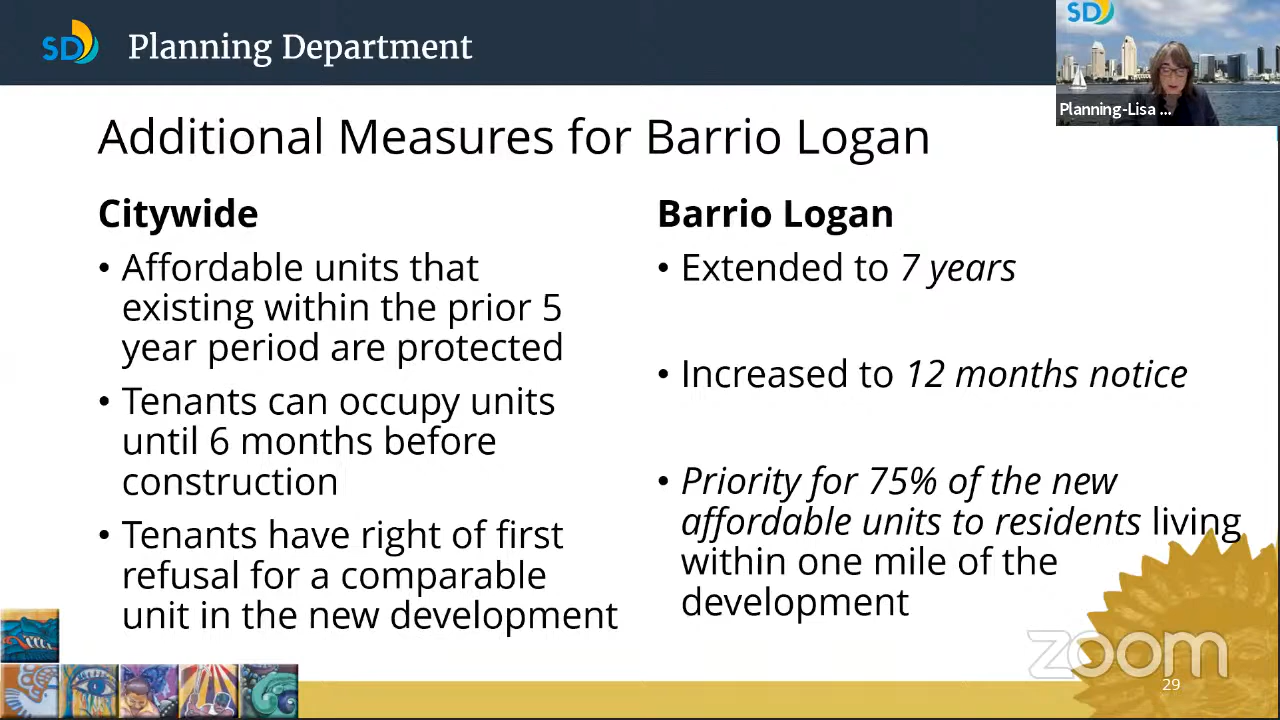 SD
Planning Department
SD
Planning-Lisa ...
Additional Measures for Barrio Logan
Citywide
• Affordable units that
existing within the prior 5
year period are protected
• Tenants can occupy units
until 6 months before
construction
• Tenants have right of first
refusal for a comparable
unit in the new development
Barrio Logan
• Extended to 7 years
• Increased to 12 months notice
• Priority for 75% of the new
affordable units to residents living
within one mile of the
development
zoom
29